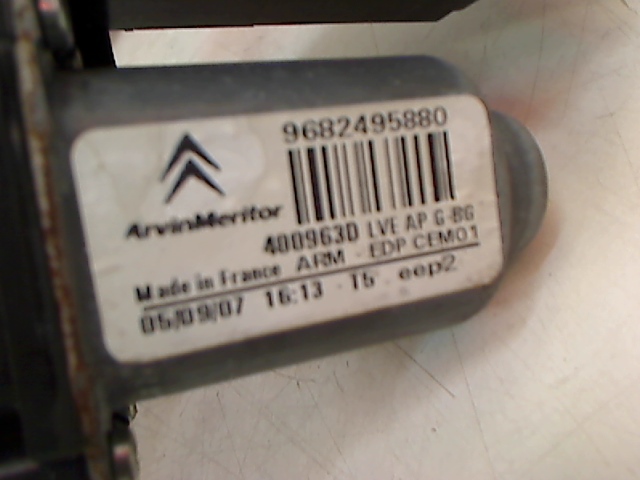 9682495880
ArvinMeritor
400963D LVE AP G-BG
Made in France ARM - EDP CEM01
05/09/07 16:13 15 eep2